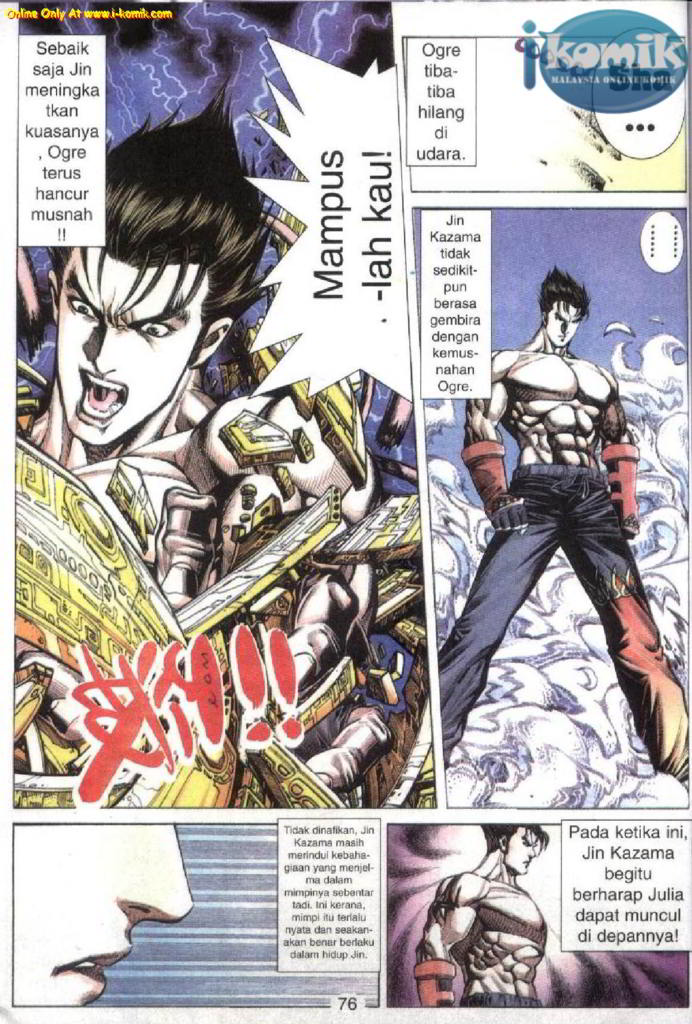 Online Only At www.i-komik.com
Sebaik
saja Jin
meningka
tkan
kuasanya
, Ogre
terus
hancur
musnah
!!
Mampus
-lah kau!
Ogre
tiba-
tiba
hilang
di
udara.
ikomik
MALAYSIA ONLINE KOMIK
...
Jin
Kazama
tidak
sedikit-
pun
berasa
gembira
dengan
kemus-
nahan
Ogre.
!!
Tidak dinafikan, Jin
Kazama masih
merindui kebaha-
giaan yang menjel-
ma dalam
mimpinya sebentar
tadi. Ini kerana,
mimpi itu terlalu
nyata dan seakan-
akan benar berlaku
dalam hidup Jin.
Pada ketika ini,
Jin Kazama
begitu
berharap Julia
dapat muncul
di depannya!
76